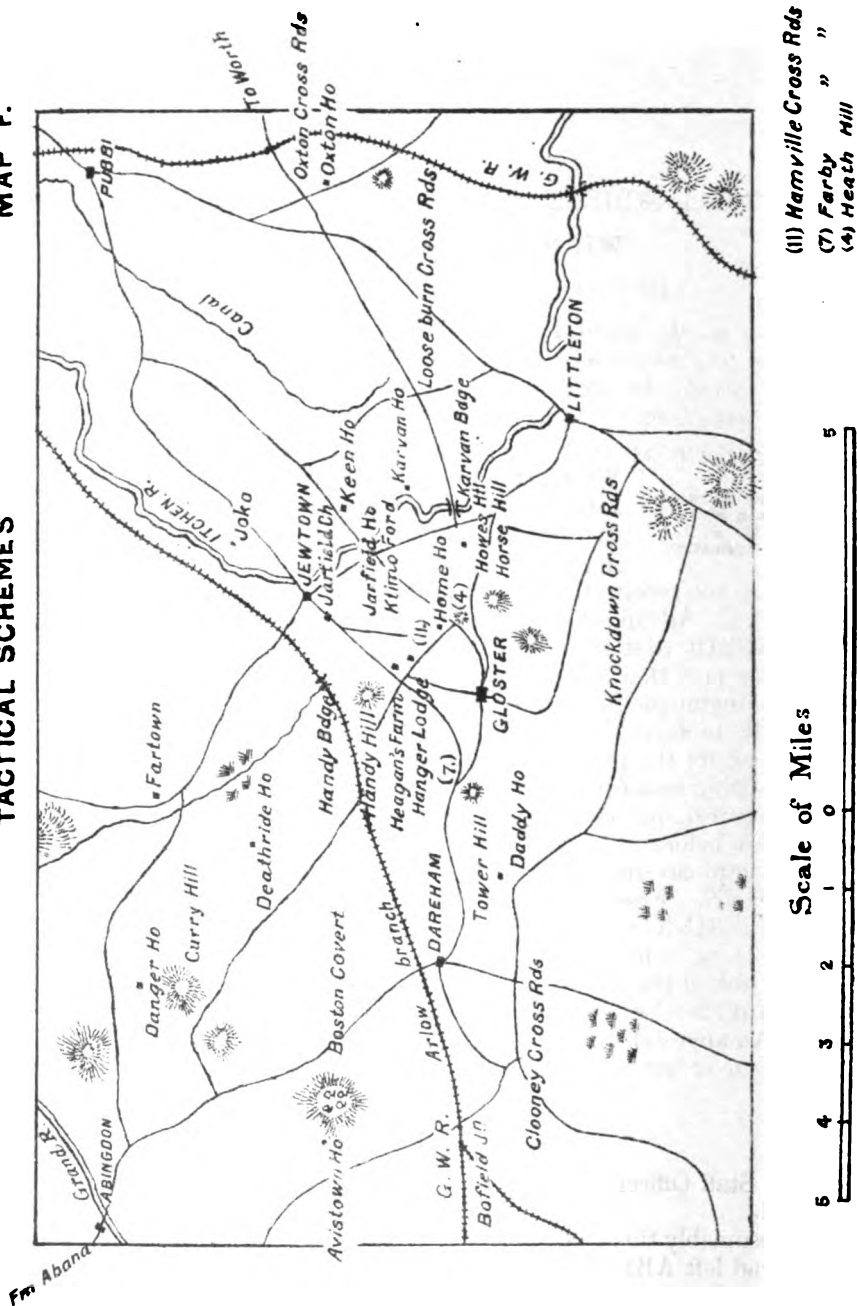 TACTICAL SCHEMES
MAP F.
Fm Abana
Grand R.
ABINGDON
Danger Ho
Curry Hill
Fartown
Deathride Ho
Boston Covert
Avistown Ho
ITCHEN R.
Joko
JEWTOWN
Jarfield Ch
Canal
PUBBI
To Worth
Oxton Cross Rds
Oxton Ho
Handy Bdge
Handy Hill
Heagan's Farm
Hanger Lodge
(11)
Jarfield Ho
Klimo Ford
Keen Ho
Karvan Ho
Looseburn Cross Rds
Karvan Bdge
Home Ho
(4)
Howes Hti
Horse Hill
G. W. R.
Arlow
branch
DAREHAM
G. W. R.
Bofield Jn
Tower Hill
(7)
GLOSTER
Daddy Ho
Clooney Cross Rds
Knockdown Cross Rds
LITTLETON
Scale of Miles
5 4 3 2 1 0 5
(11) Hamville Cross Rds
(7) Farby " "
(4) Heath Hill